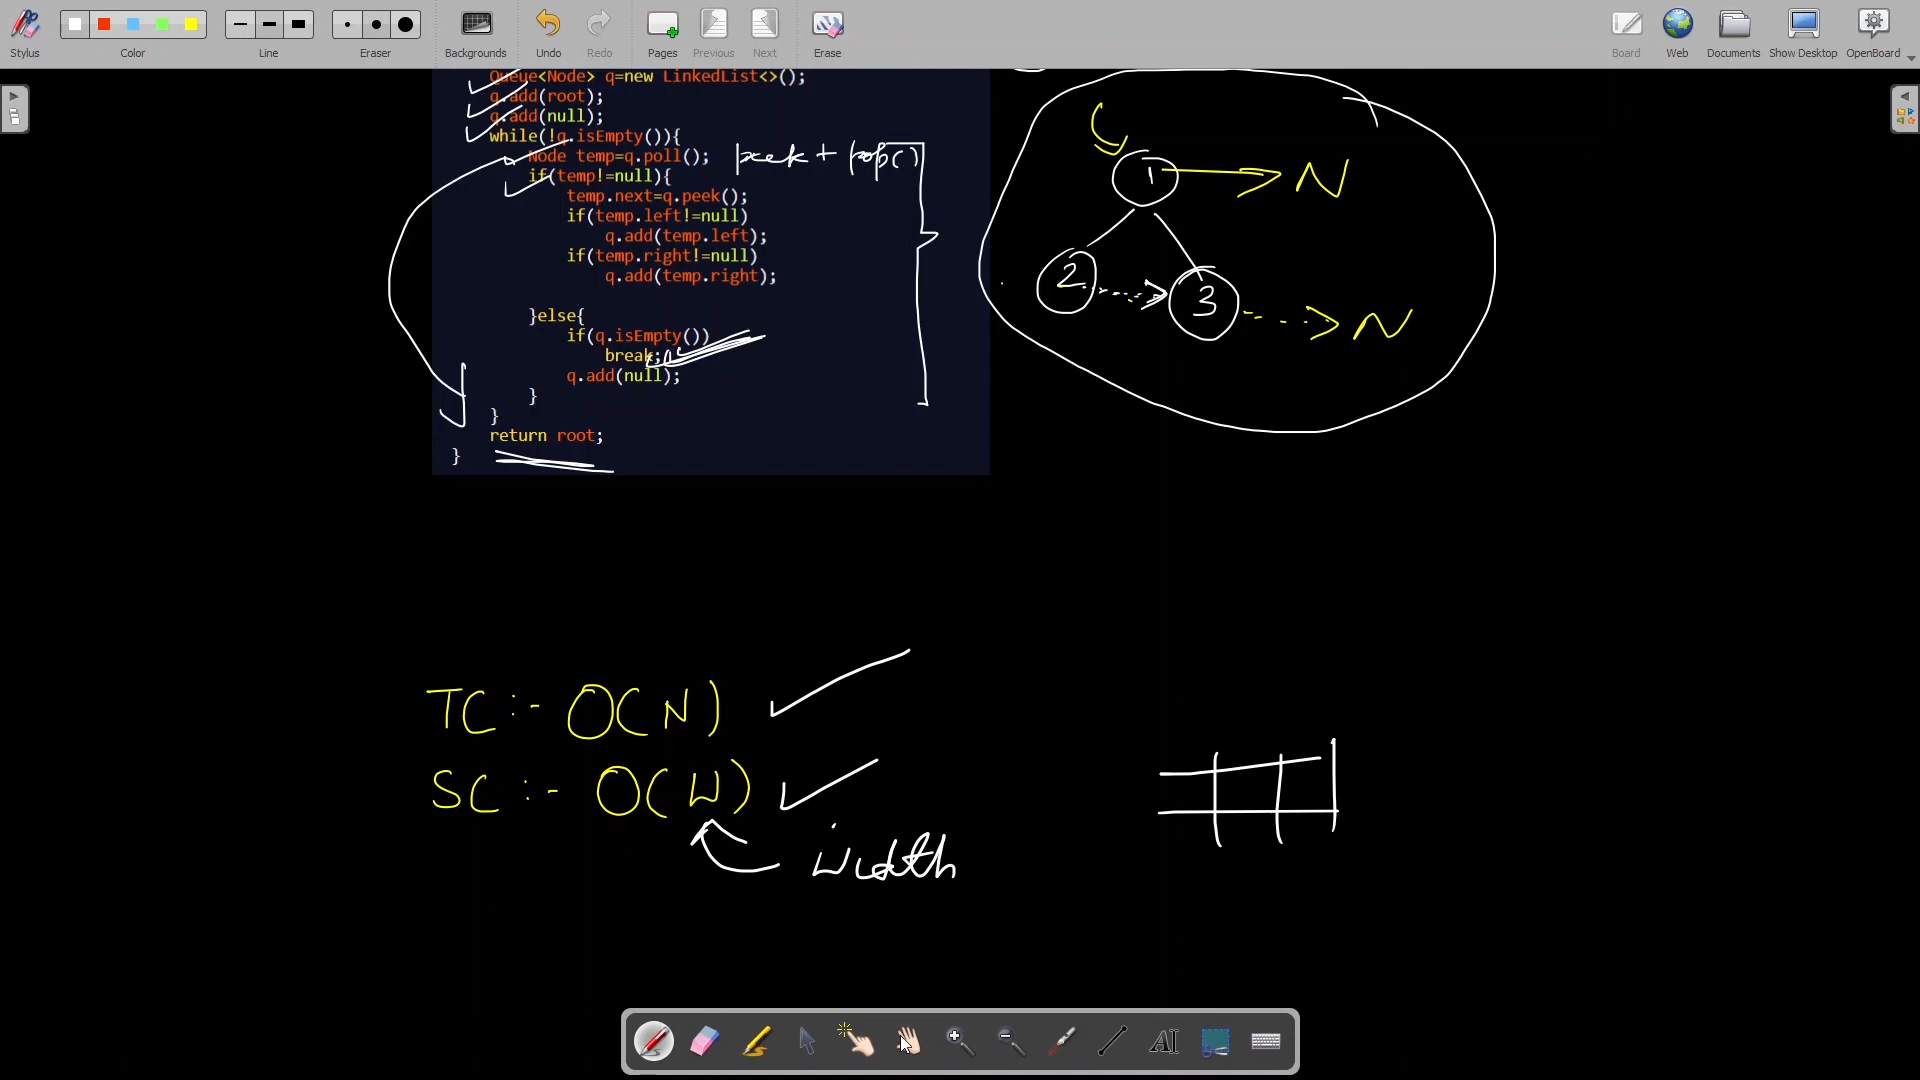 Stylus
Color
Line
Eraser
Backgrounds
Undo
Redo
Pages
Previous
Next
Erase
Board
Web
Documents
Show Desktop
OpenBoard
Queue<Node> q=new LinkedList<>();
q.add(root);
q.add(null);
while(!q.isEmpty()){
Node temp=q.poll(); peek + pop()
if(temp!=null){
temp.next=q.peek();
if(temp.left!=null)
q.add(temp.left);
if(temp.right!=null)
q.add(temp.right);
}else{
if(q.isEmpty())
break;
q.add(null);
}
}
return root;
}
1 N
2 3 N
TC :- O(N)
SC :- O(W)
width
AI